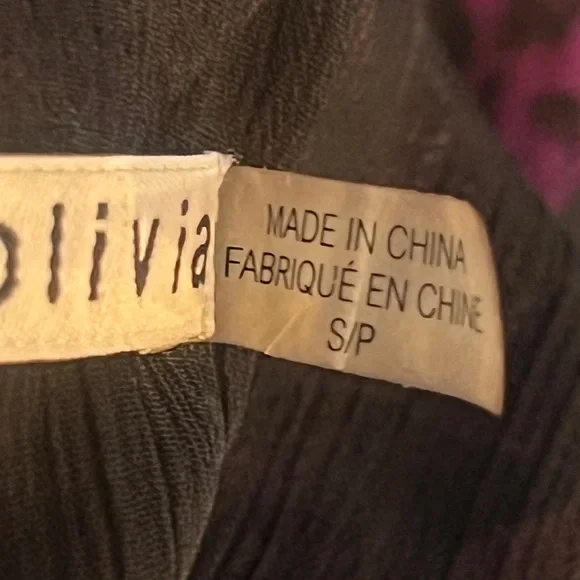 olivia
MADE IN CHINA
FABRIQUÉ EN CHINE
S/P